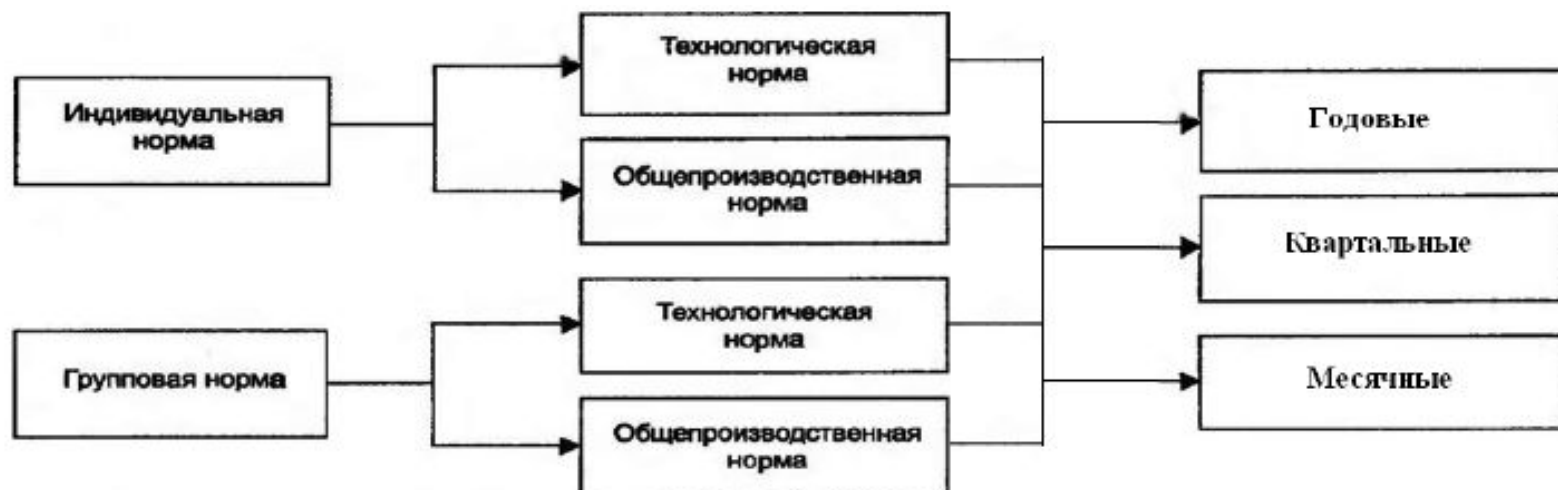 Индивидуальная
норма
Групповая норма
Технологическая
норма
Общепроизводственная
норма
Технологическая
норма
Общепроизводственная
норма
Годовые
Квартальные
Месячные